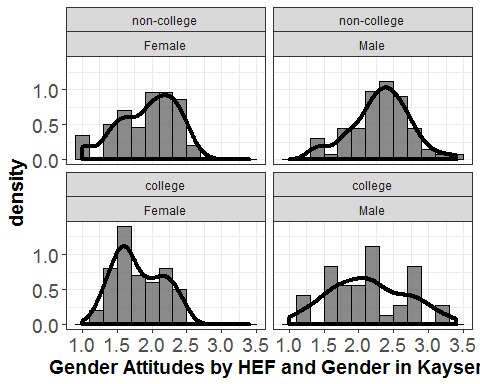 non-college non-college
Female Male
1.0
0.5
0.0
college college
Female Male
1.0
0.5
0.0
density
1.0 1.5 2.0 2.5 3.0 3.5 1.0 1.5 2.0 2.5 3.0 3.5
Gender Attitudes by HEF and Gender in Kayser